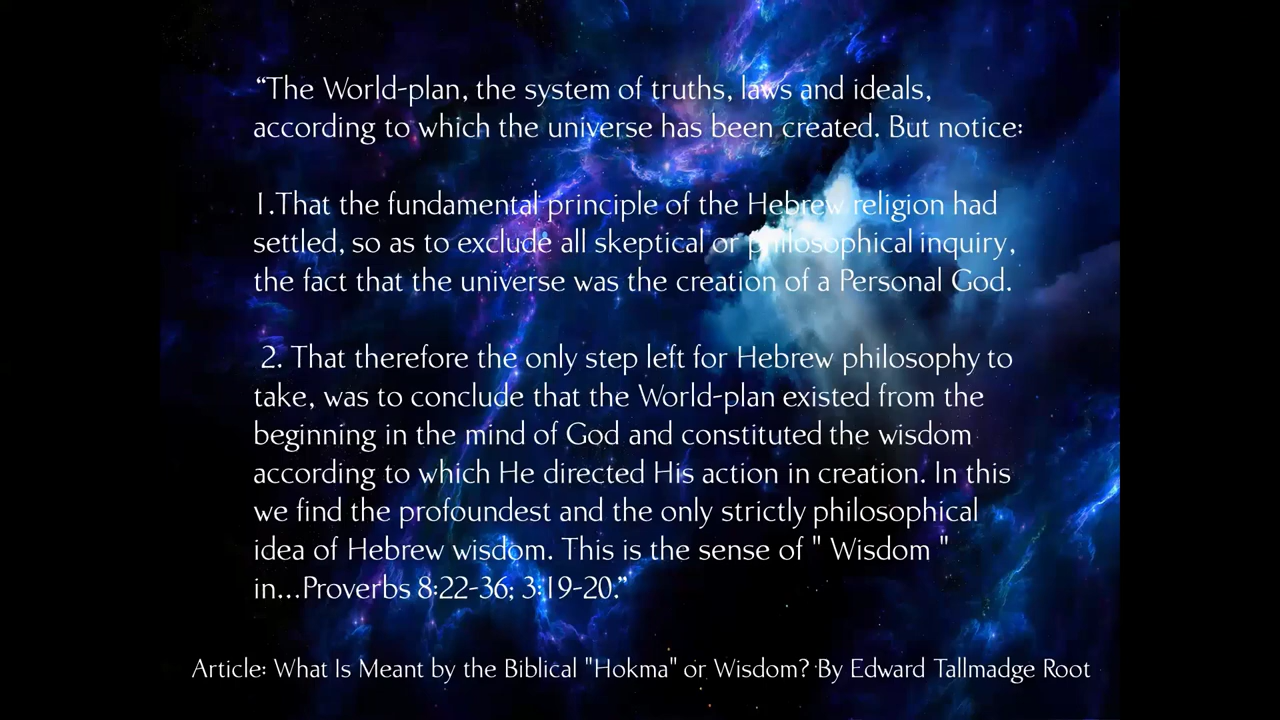 “The World-plan, the system of truths, laws and ideals,
according to which the universe has been created. But notice:
1.That the fundamental principle of the Hebrew religion had
settled, so as to exclude all skeptical or philosophical inquiry,
the fact that the universe was the creation of a Personal God.
2. That therefore the only step left for Hebrew philosophy to
take, was to conclude that the World-plan existed from the
beginning in the mind of God and constituted the wisdom
according to which He directed His action in creation. In this
we find the profoundest and the only strictly philosophical
idea of Hebrew wisdom. This is the sense of " Wisdom "
in...Proverbs 8:22-36; 3:19-20.”
Article: What Is Meant by the Biblical "Hokma" or Wisdom? By Edward Tallmadge Root